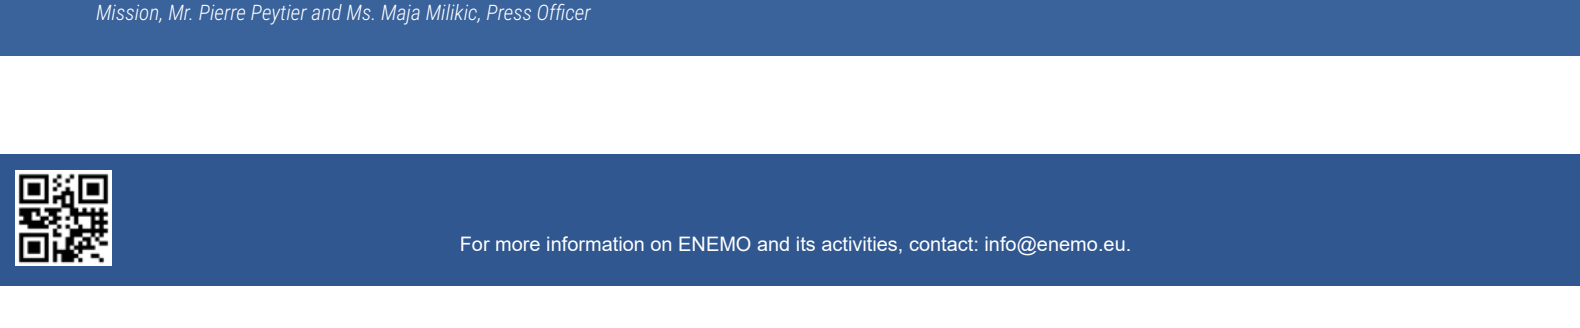 Mission, Mr. Pierre Peytier and Ms. Maja Milikic, Press Officer
For more information on ENEMO and its activities, contact: info@enemo.eu.